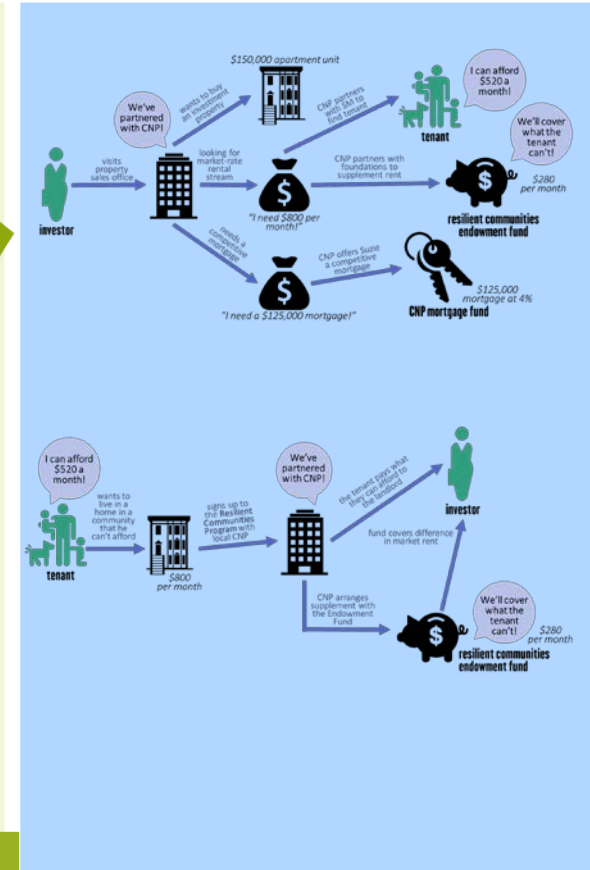 $150,000 apartment unit
I can afford
$520 a
month!
We've
partnered
with CNP!
wants to buy
an investment
property
CNP partners
with SM to
find tenant
tenant
We'll cover
what the
tenant
can't!
visits
property
sales office
looking for
market-rate
rental
stream
CNP partners with
foundations to
supplement rent
$
$
$280
per month
investor
"I need $800 per
month!"
resilient communities
endowment fund
needs a
competitive
mortgage
CNP offers Suzie
a competitive
mortgage
$
$125,000
mortgage at 4%
"I need a $125,000 mortgage!"
CNP mortgage fund
I can afford
$520 a
month!
We've
partnered
with CNP!
wants to
live in a
home in a
community
that he
can't afford
signs up to
the Resilient
Communities
Program with
local CNP
the tenant pays what
they can afford to
the landlord
investor
fund covers difference
in market rent
tenant
$800
per month
CNP arranges
supplement with
the Endowment
Fund
We'll cover
what the
tenant
can't!
$
$280
per month
resilient communities
endowment fund